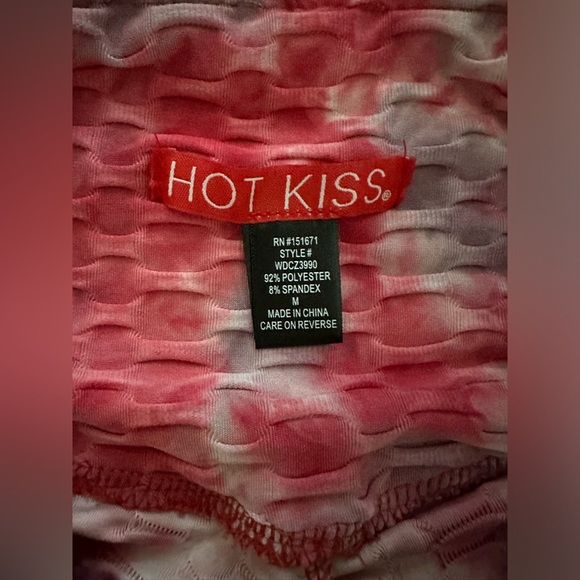 HOT KISS®
RN #151671
STYLE #
WDCZ3990
92% POLYESTER
8% SPANDEX
M
MADE IN CHINA
CARE ON REVERSE